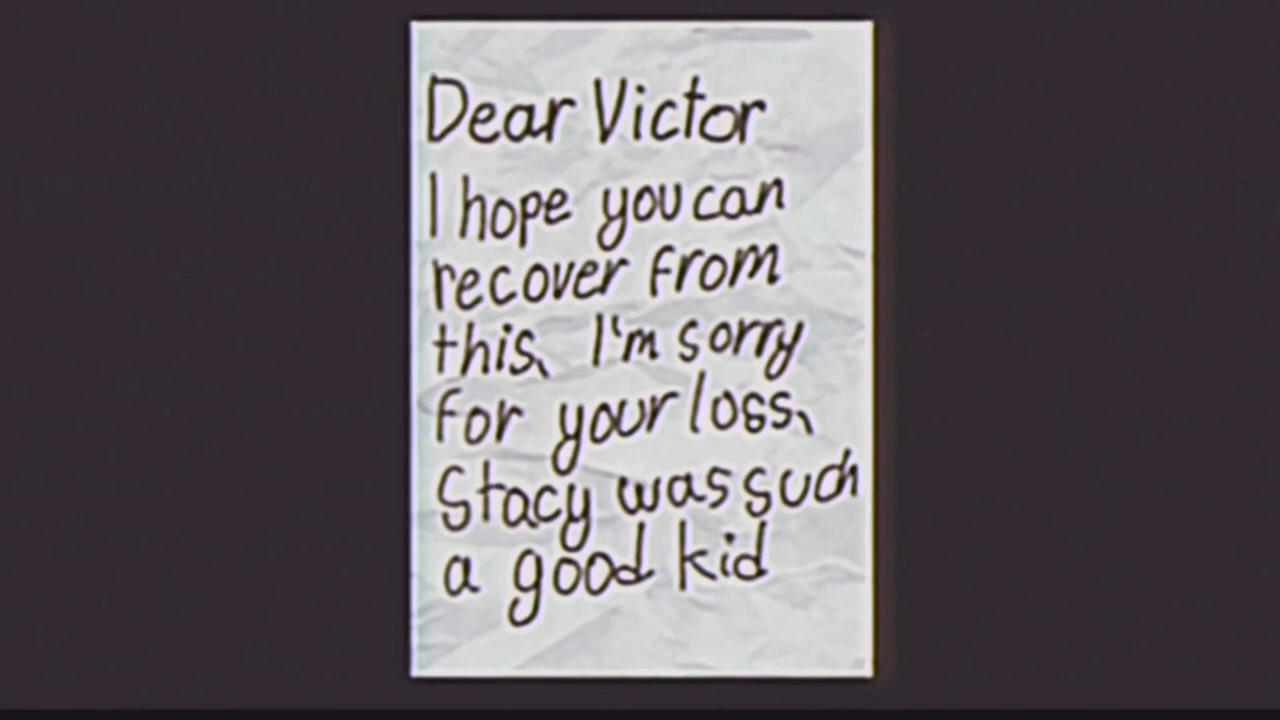 Dear Victor
I hope you can
recover from
this, I'm sorry
for your loss,
Stacy was such
a good kid